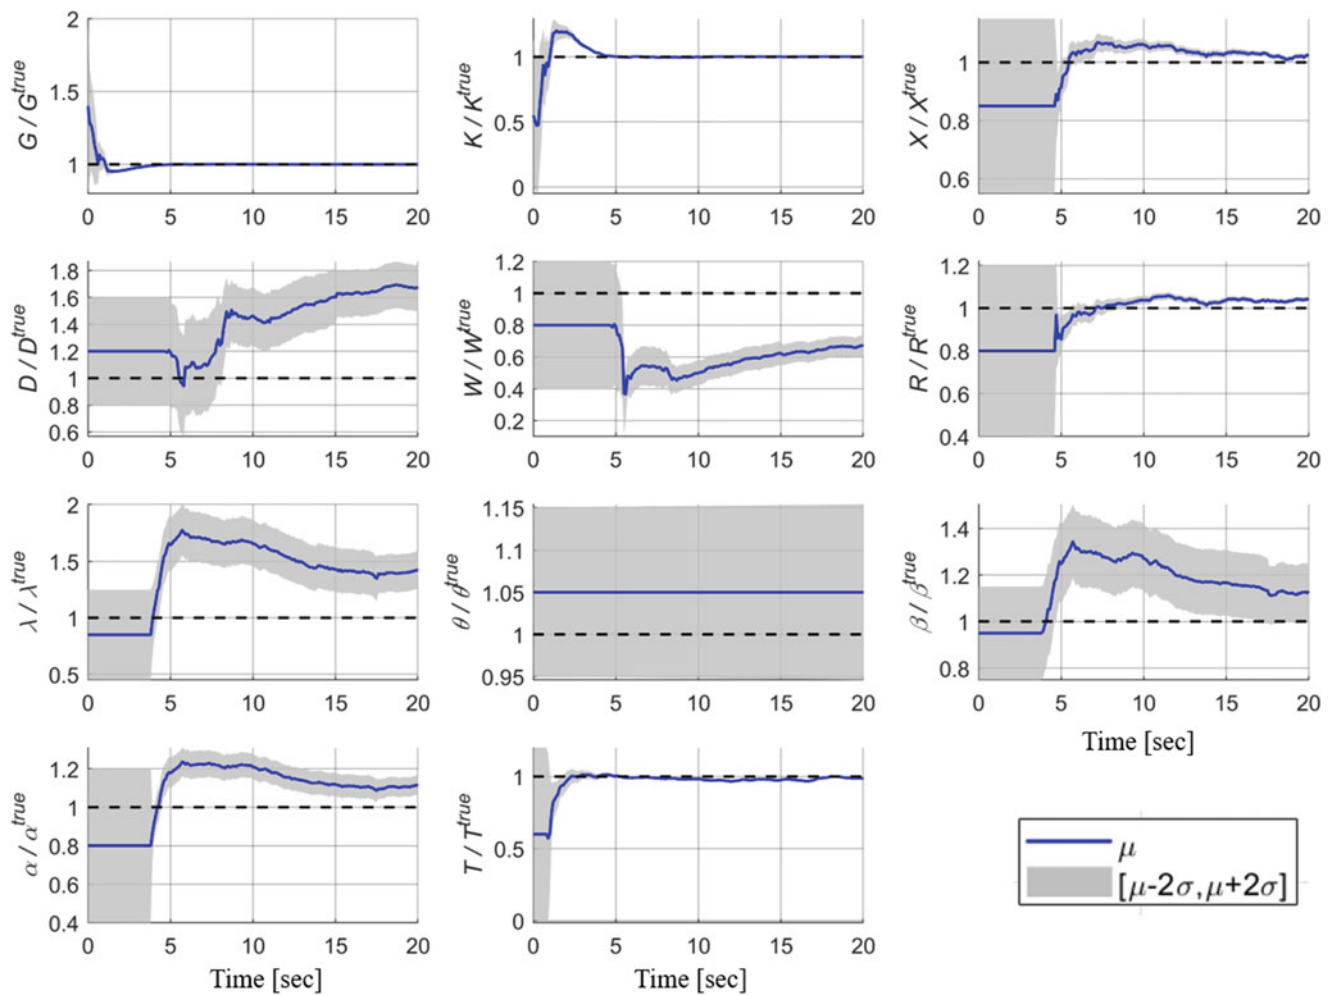 G / G^true
2
1.5
1
0 5 10 15 20
K / K^true
1
0.5
0
0 5 10 15 20
X / X^true
1
0.8
0.6
0 5 10 15 20
D / D^true
1.8
1.6
1.4
1.2
1
0.8
0.6
0 5 10 15 20
W / W^true
1.2
1
0.8
0.6
0.4
0.2
0 5 10 15 20
R / R^true
1.2
1
0.8
0.6
0.4
0 5 10 15 20
λ / λ^true
2
1.5
1
0.5
0 5 10 15 20
θ / θ^true
1.15
1.1
1.05
1
0.95
0 5 10 15 20
β / β^true
1.4
1.2
1
0.8
0 5 10 15 20
Time [sec]
α / α^true
1.2
1
0.8
0.6
0.4
0 5 10 15 20
Time [sec]
T / T^true
1
0.5
0
0 5 10 15 20
Time [sec]
μ
[μ-2σ,μ+2σ]